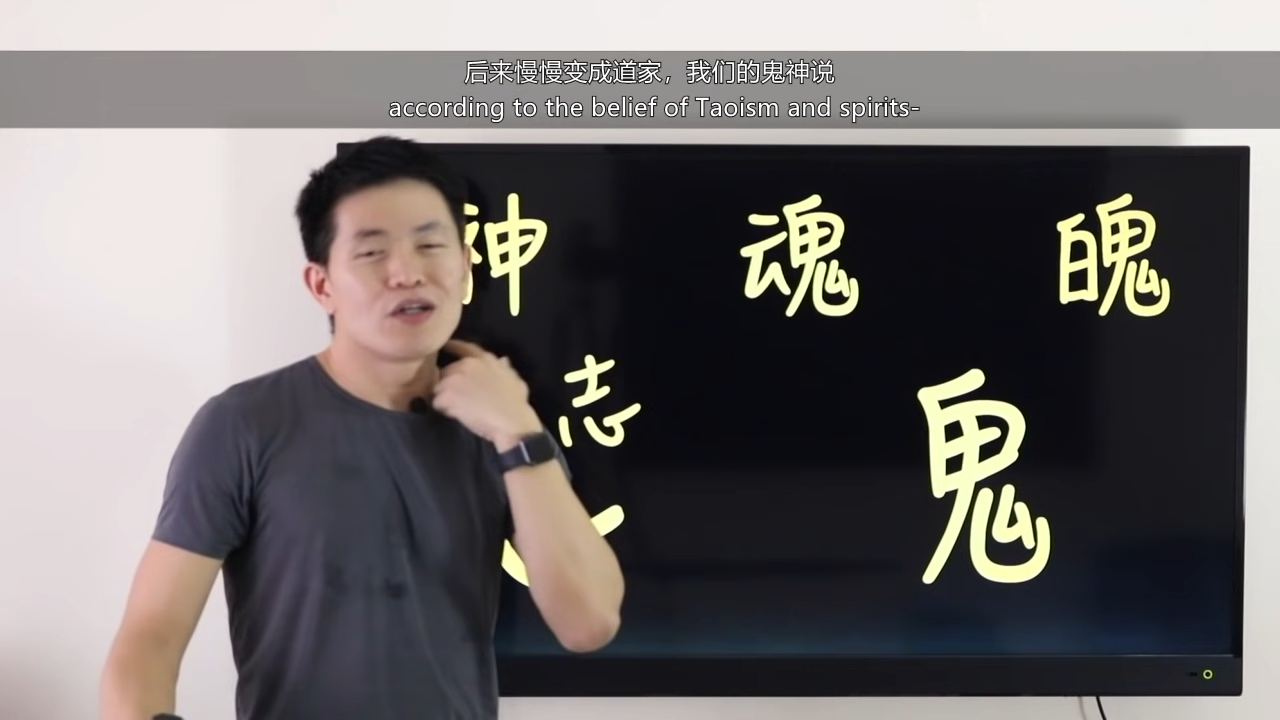 后来慢慢变成道家，我们的鬼神说
according to the belief of Taoism and spirits-
神 魂 魄
志
鬼